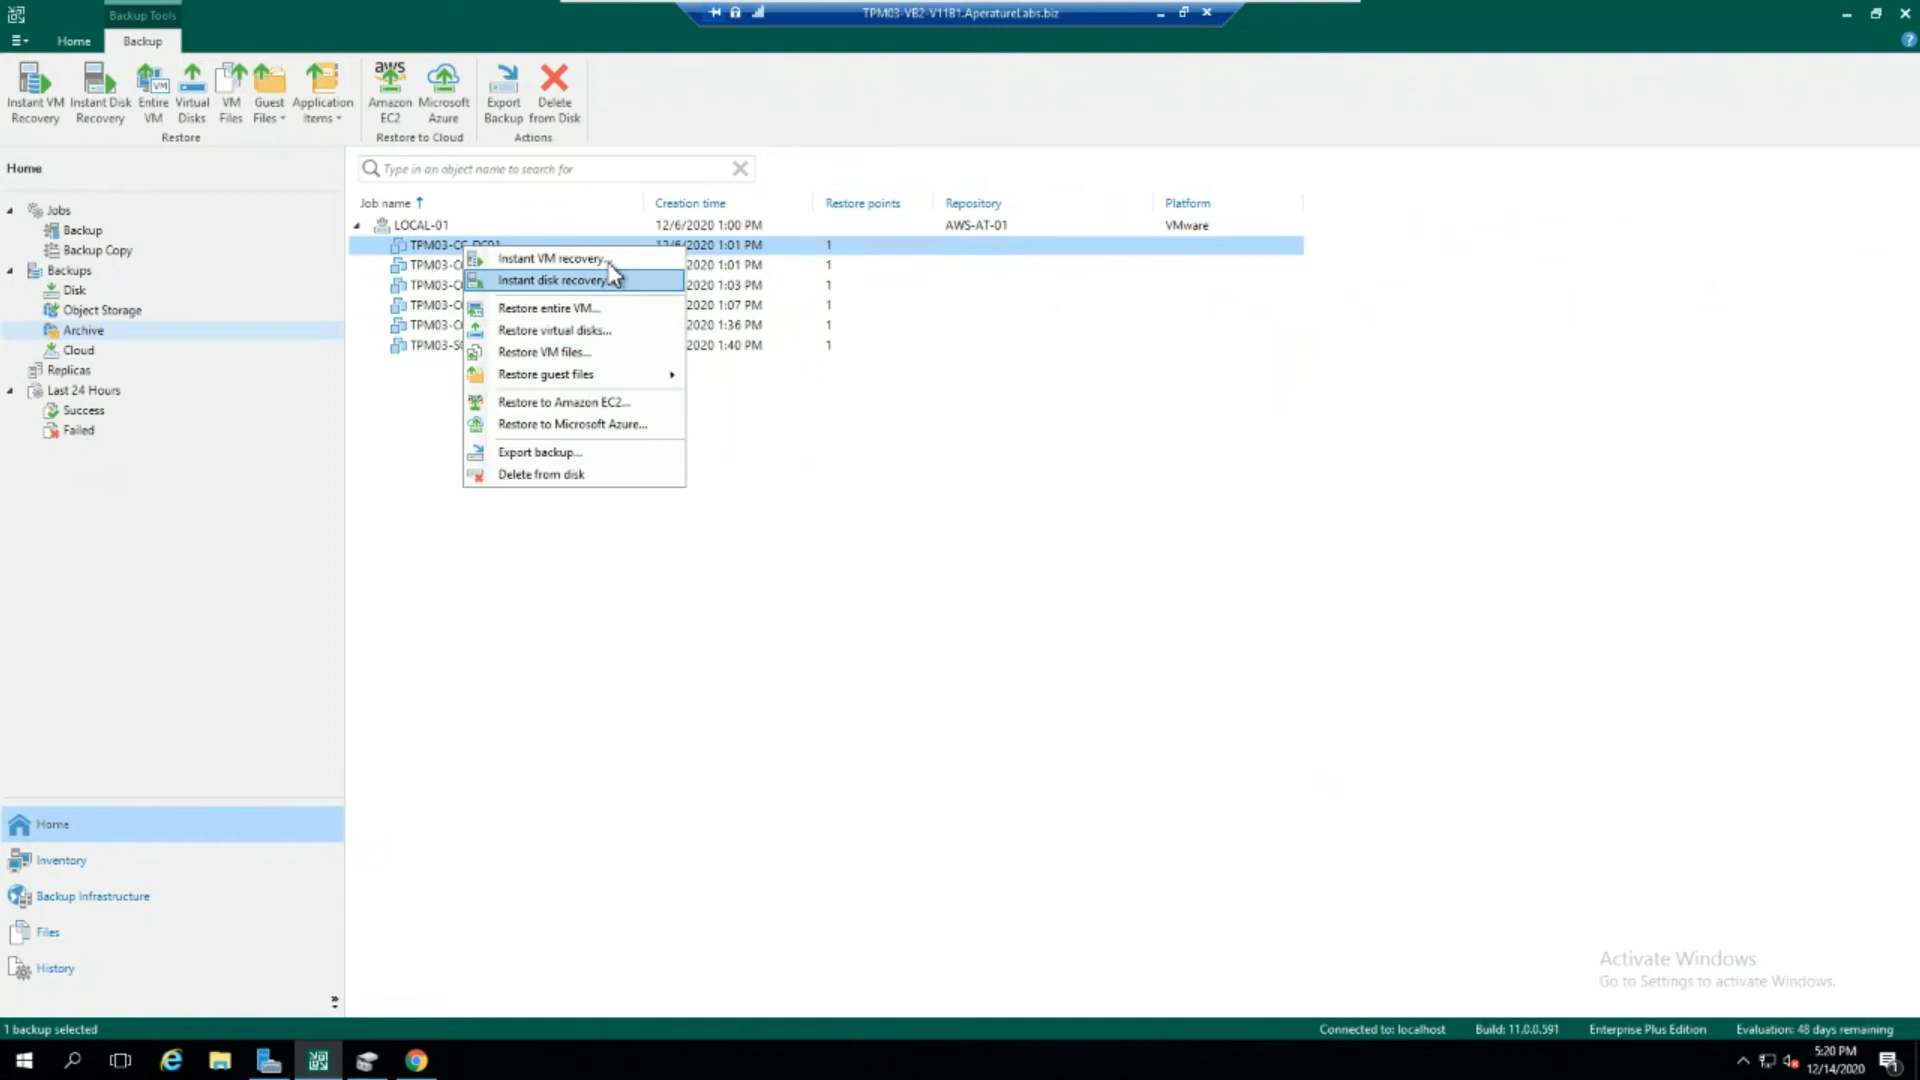 Backup Tools
TPM03-VB2-V11B1.AperatureLabs.biz
Home
Backup
Instant VM Recovery
Instant Disk Recovery
Entire VM
Virtual Disks
VM Files
Guest Files
Application Items
Restore
aws
Amazon EC2
Microsoft Azure
Restore to Cloud
Export Backup
Delete from Disk
Actions
Home
Type in an object name to search for
Jobs
Backup
Backup Copy
Backups
Disk
Object Storage
Archive
Cloud
Replicas
Last 24 Hours
Success
Failed
Job name
Creation time
Restore points
Repository
Platform
LOCAL-01 12/6/2020 1:00 PM AWS-AT-01 VMware
12/6/2020 1:01 PM 1
2020 1:01 PM 1
2020 1:03 PM 1
2020 1:07 PM 1
2020 1:36 PM 1
2020 1:40 PM 1
Instant VM recovery...
Instant disk recovery
Restore entire VM...
Restore virtual disks...
Restore VM files...
Restore guest files
Restore to Amazon EC2...
Restore to Microsoft Azure...
Export backup...
Delete from disk
Home
Inventory
Backup Infrastructure
Files
History
Activate Windows
Go to Settings to activate Windows.
1 backup selected
Connected to: localhost
Build: 11.0.0.591
Enterprise Plus Edition
Evaluation: 48 days remaining
5:20 PM
12/14/2020